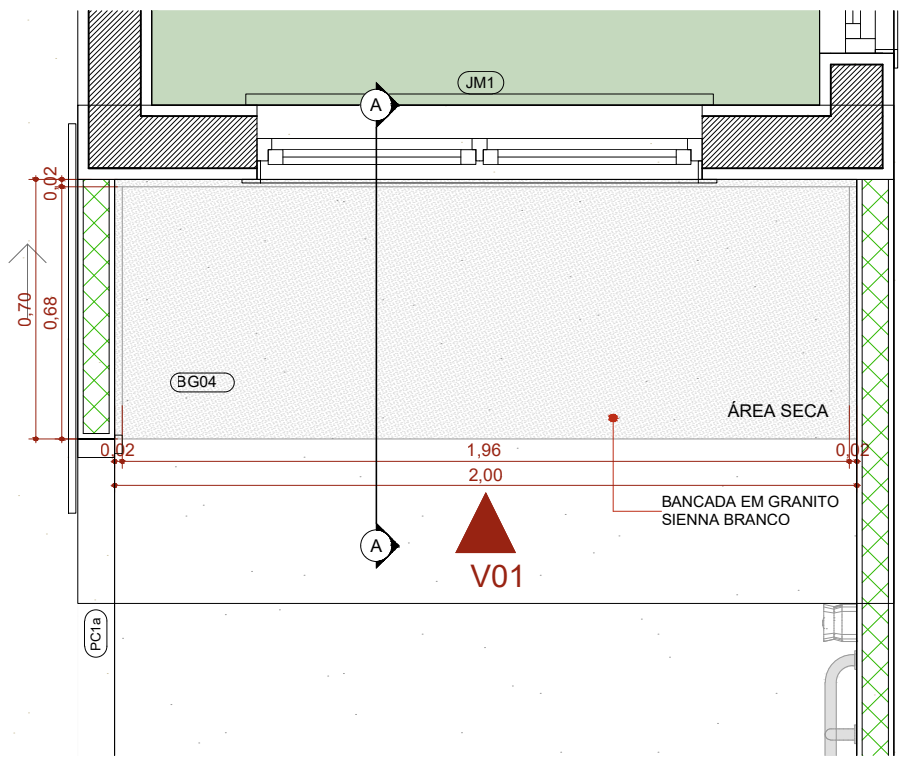 JM1
A
0,02
0,70
0,68
BG04
ÁREA SECA
0,02
1,96
0,02
2,00
BANCADA EM GRANITO
SIENNA BRANCO
A
V01
PC1a